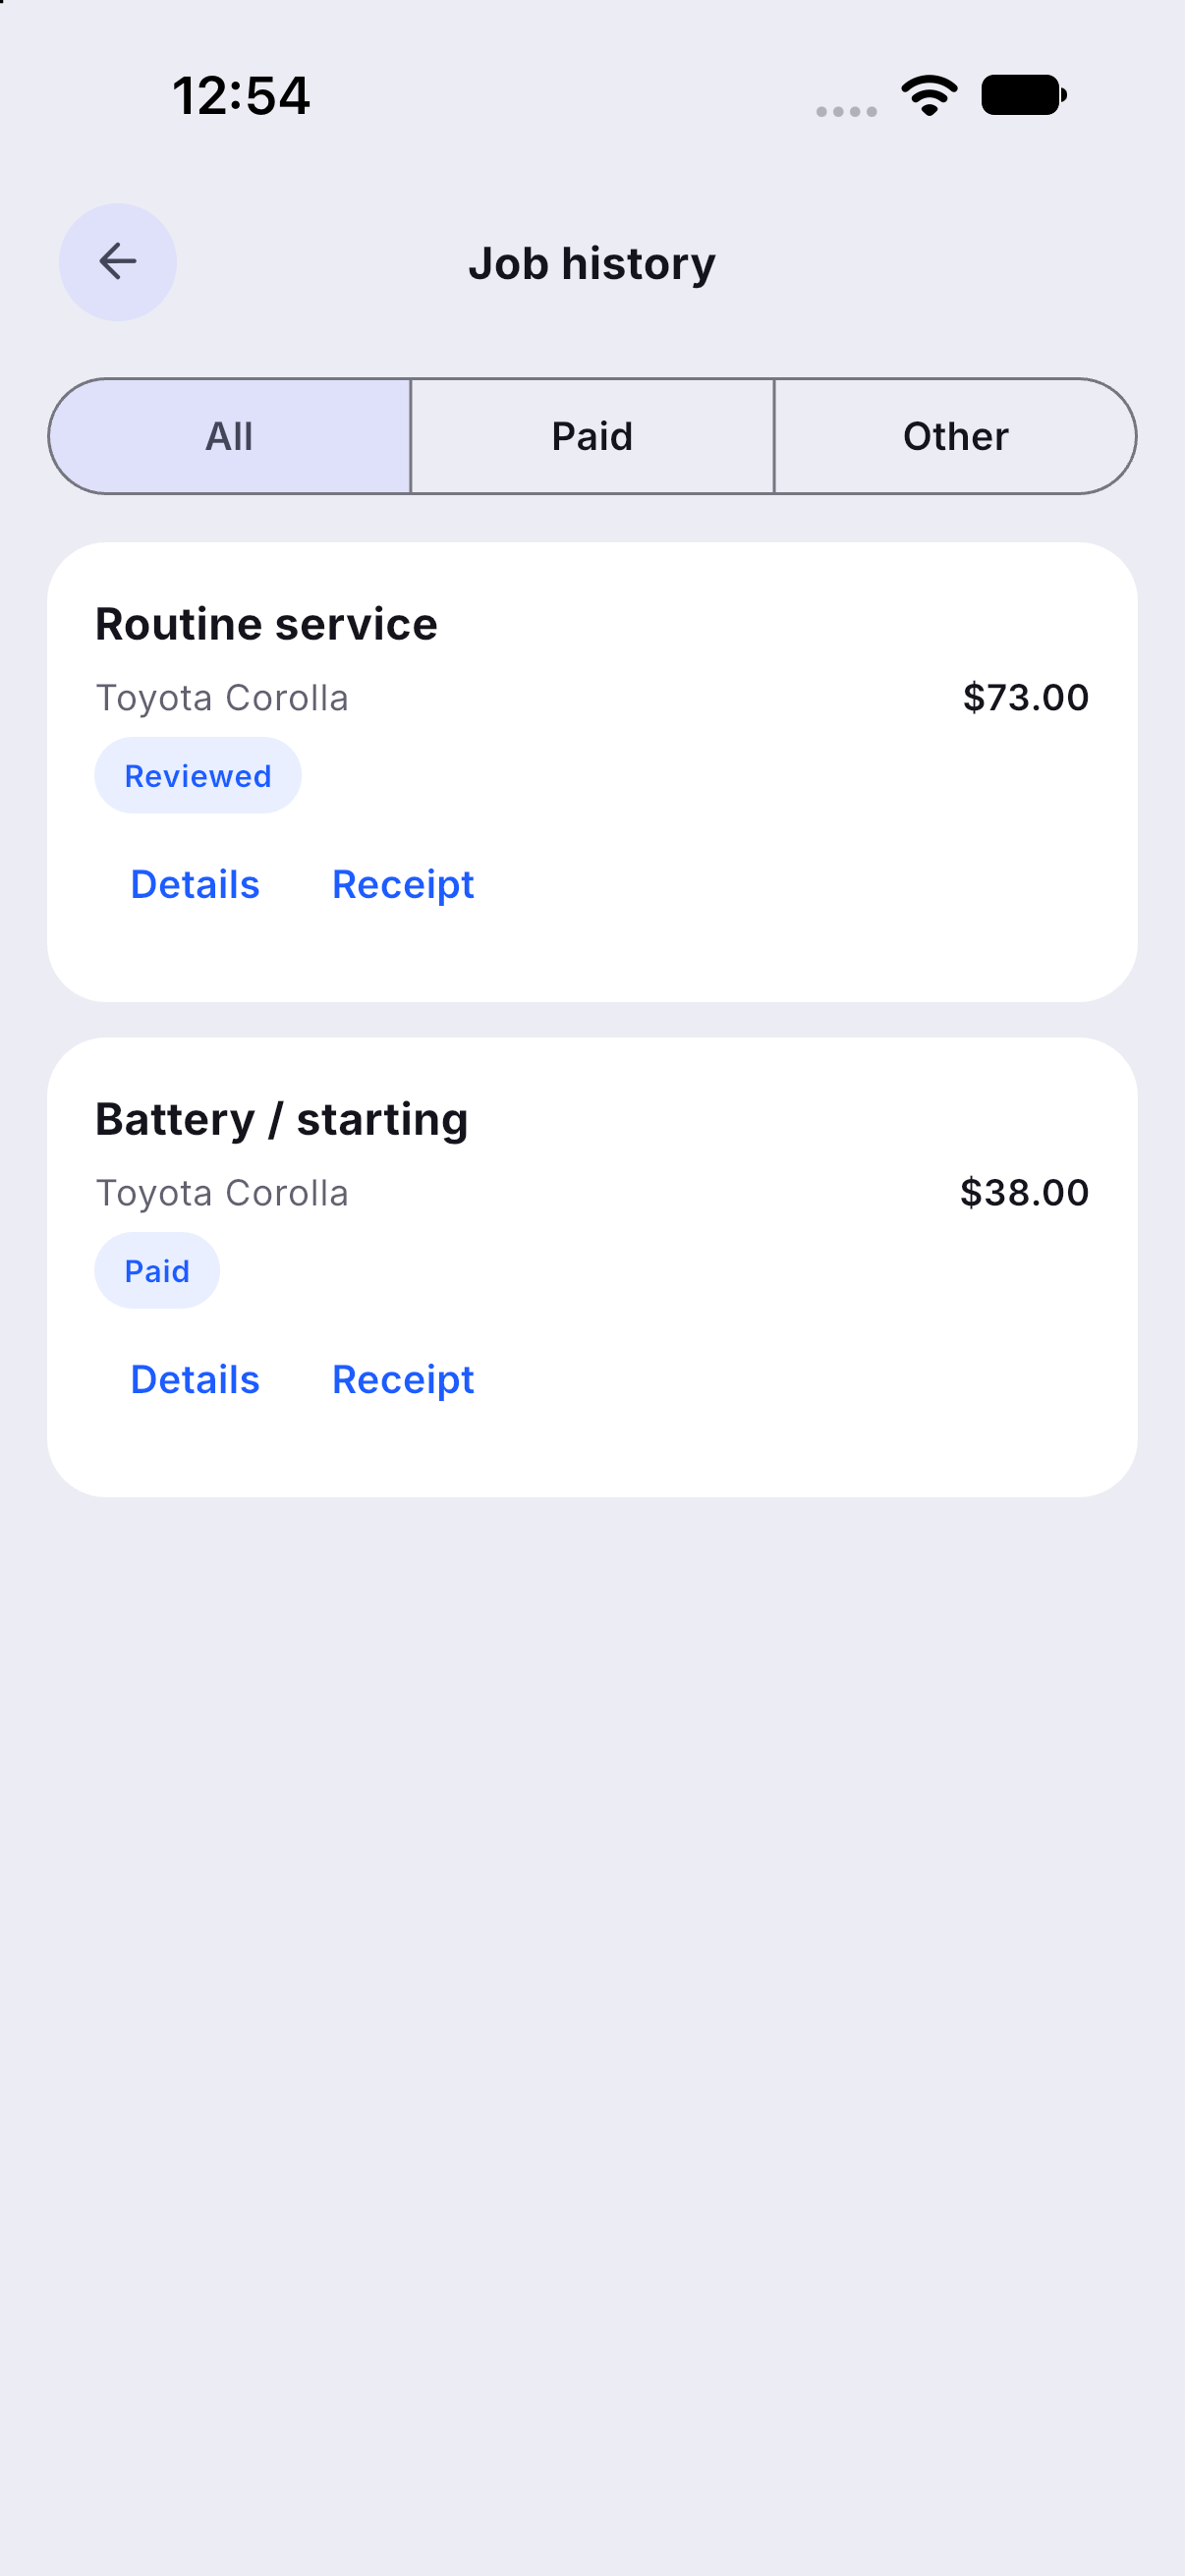 12:54
Job history
All Paid Other
Routine service
Toyota Corolla $73.00
Reviewed
Details Receipt
Battery / starting
Toyota Corolla $38.00
Paid
Details Receipt